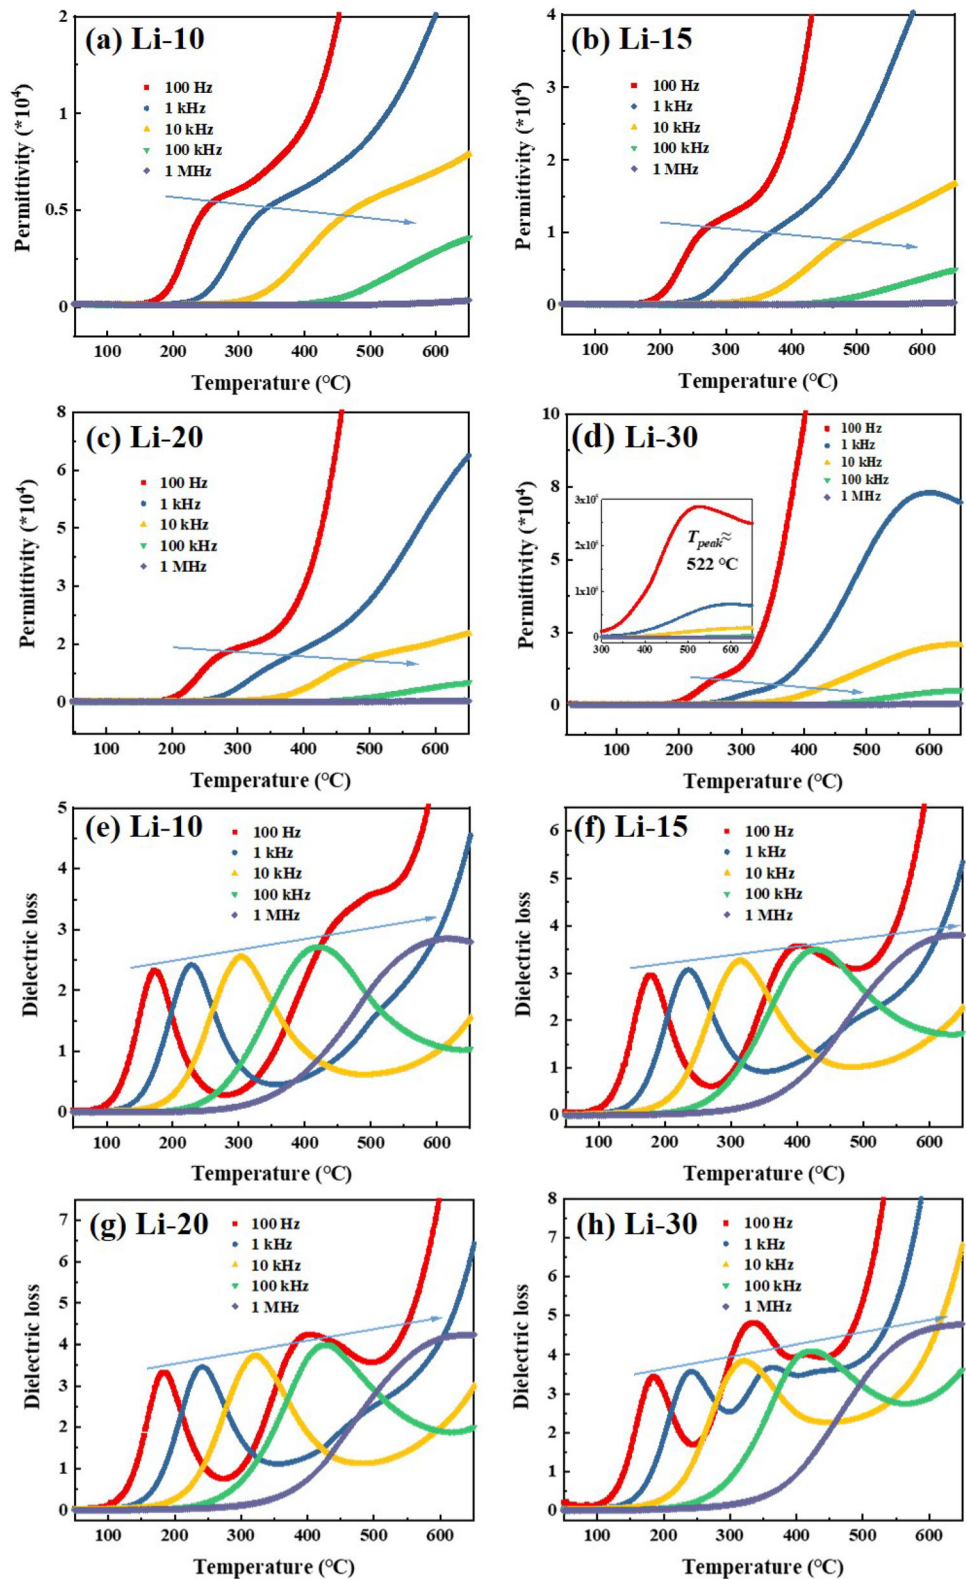 (a) Li-10
2
1
0.5
0
Permittivity (*10⁴)
100 Hz
1 kHz
10 kHz
100 kHz
1 MHz
100 200 300 400 500 600
Temperature (°C)
(b) Li-15
4
3
2
1
0
Permittivity (*10⁴)
100 Hz
1 kHz
10 kHz
100 kHz
1 MHz
100 200 300 400 500 600
Temperature (°C)
(c) Li-20
8
6
5
3
2
0
Permittivity (*10⁴)
100 Hz
1 kHz
10 kHz
100 kHz
1 MHz
100 200 300 400 500 600
Temperature (°C)
(d) Li-30
10
8
5
3
0
Permittivity (*10⁴)
100 Hz
1 kHz
10 kHz
100 kHz
1 MHz
0
300 400 500 600
Tpeak≈
522 °C
100 200 300 400 500 600
Temperature (°C)
(e) Li-10
5
4
3
2
1
0
Dielectric loss
100 Hz
1 kHz
10 kHz
100 kHz
1 MHz
100 200 300 400 500 600
Temperature (°C)
(f) Li-15
6
5
4
3
2
1
0
Dielectric loss
100 Hz
1 kHz
10 kHz
100 kHz
1 MHz
100 200 300 400 500 600
Temperature (°C)
(g) Li-20
7
6
5
4
3
2
1
0
Dielectric loss
100 Hz
1 kHz
10 kHz
100 kHz
1 MHz
100 200 300 400 500 600
Temperature (°C)
(h) Li-30
8
7
6
5
4
3
2
1
0
Dielectric loss
100 Hz
1 kHz
10 kHz
100 kHz
1 MHz
100 200 300 400 500 600
Temperature (°C)